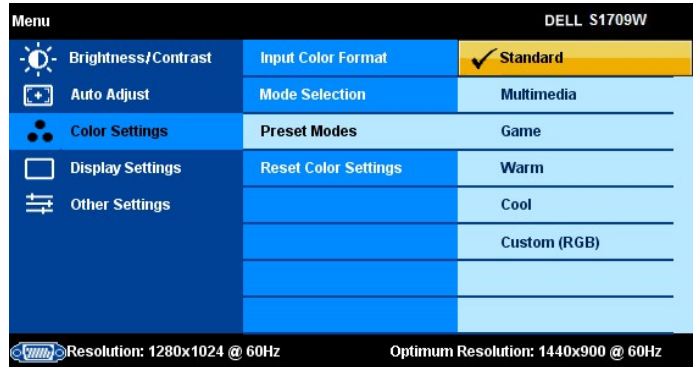 Menu DELL S1709W
Brightness/Contrast Input Color Format Standard
Auto Adjust Mode Selection Multimedia
Color Settings Preset Modes Game
Display Settings Reset Color Settings Warm
Other Settings Cool
Custom (RGB)
Resolution: 1280x1024 @ 60Hz Optimum Resolution: 1440x900 @ 60Hz